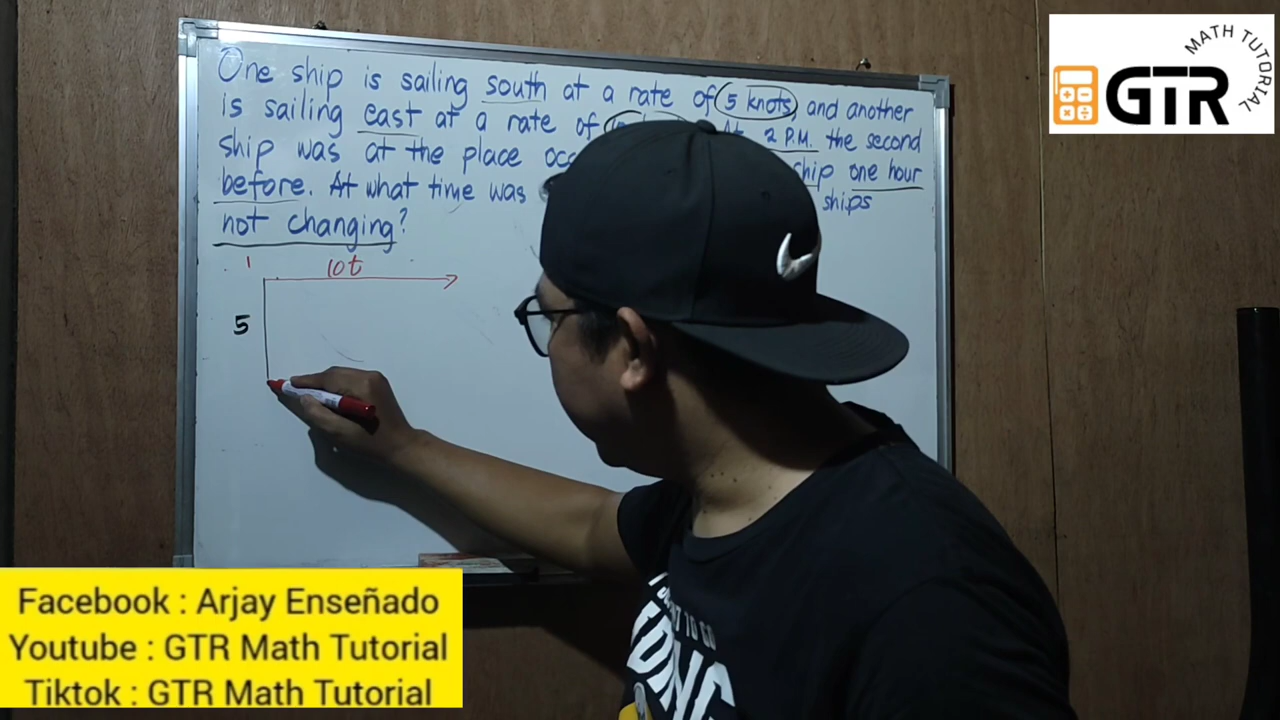 One ship is sailing south at a rate of 5 knots, and another
is sailing east at a rate of At 2 P.M. the second
ship was at the place ship one hour
before. At what time was ships
not changing?
10t
5
MATH TUTORIAL
GTR
Facebook : Arjay Enseñado
Youtube : GTR Math Tutorial
Tiktok : GTR Math Tutorial